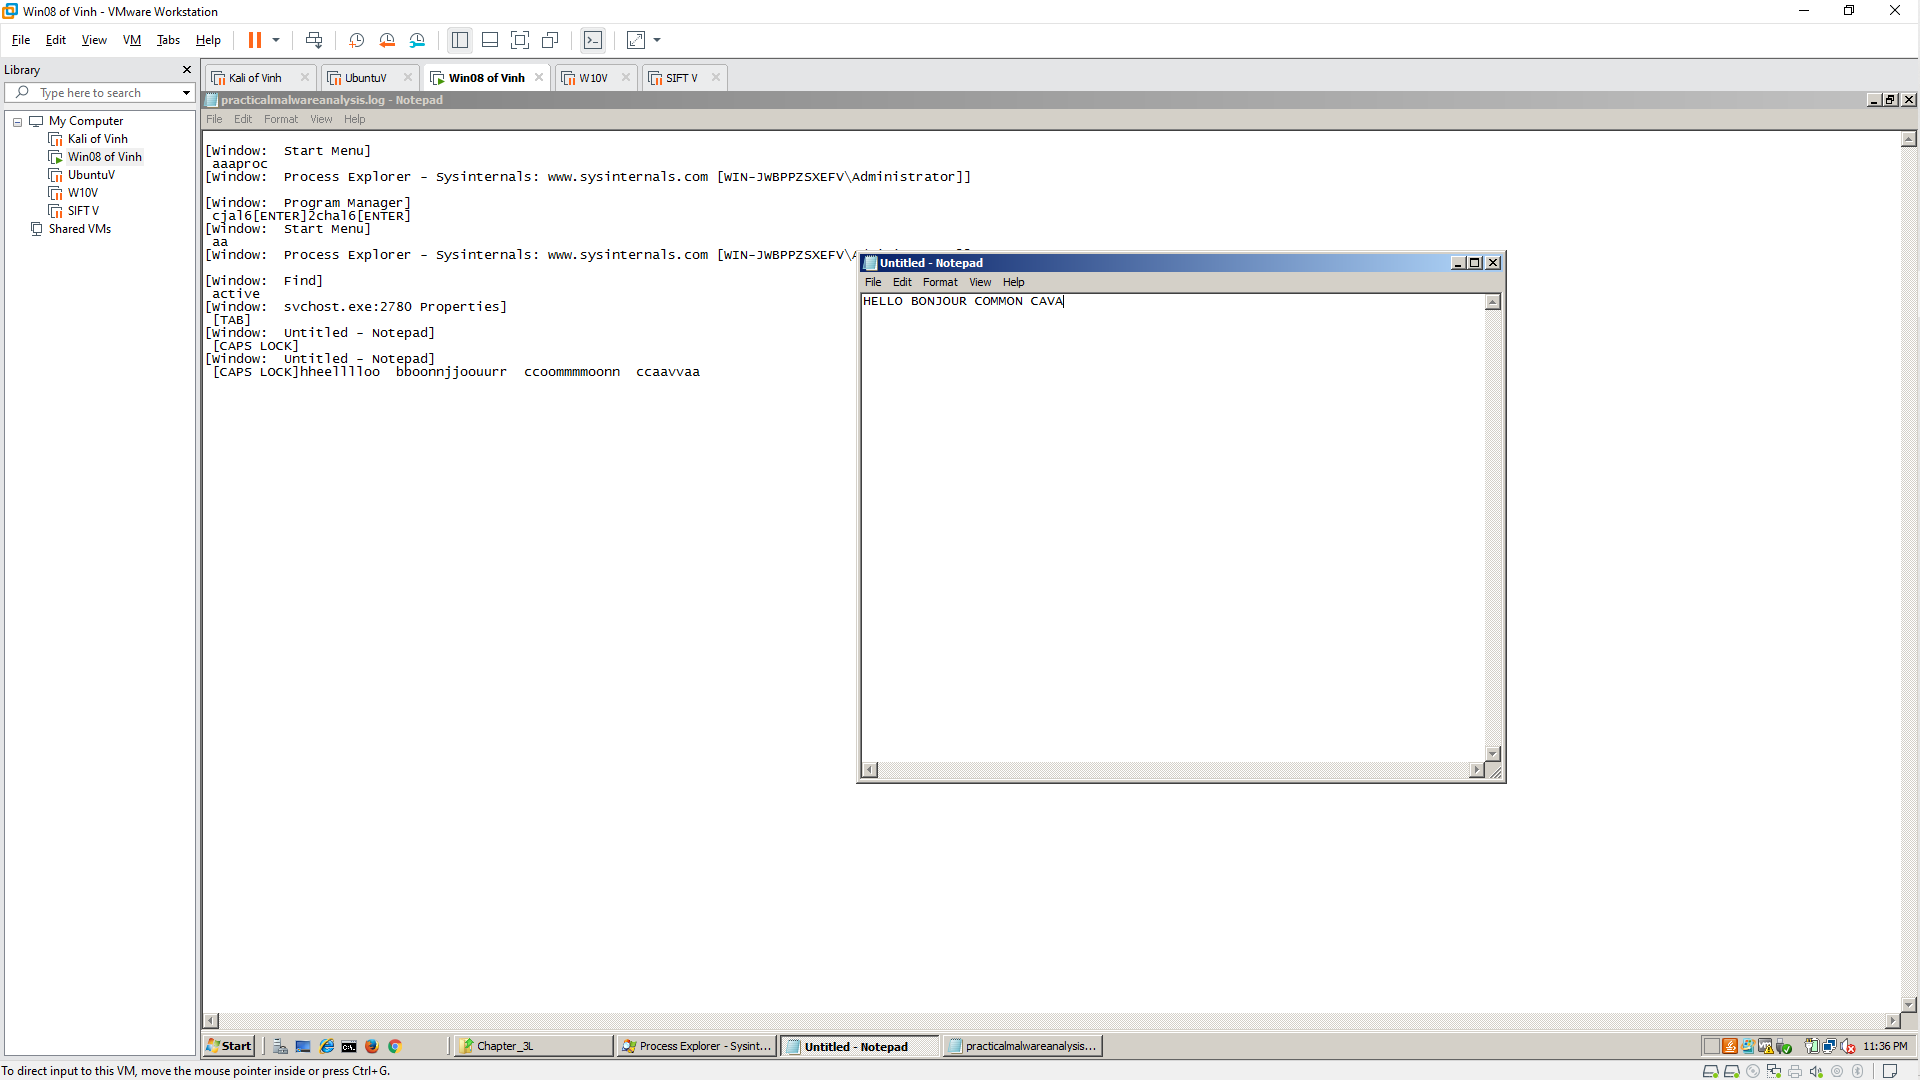 Win08 of Vinh - VMware Workstation
File Edit View VM Tabs Help
Library
Type here to search
My Computer
Kali of Vinh
Win08 of Vinh
UbuntuV
W10V
SIFT V
Shared VMs
Kali of Vinh UbuntuV Win08 of Vinh W10V SIFT V
practicalmalwareanalysis.log - Notepad
File Edit Format View Help
[Window:  Start Menu]
aaaproc
[Window:  Process Explorer - Sysinternals: www.sysinternals.com [WIN-JWBPPZSXEFV\Administrator]]
[Window:  Program Manager]
cjal6[ENTER]2chal6[ENTER]
[Window:  Start Menu]
aa
[Window:  Process Explorer - Sysinternals: www.sysinternals.com [WIN-JWBPPZSXEFV\
[Window:  Find]
active
[Window:  svchost.exe:2780 Properties]
[TAB]
[Window:  Untitled - Notepad]
[CAPS LOCK]
[Window:  Untitled - Notepad]
[CAPS LOCK]hheelllloo  bboonnjjoouurr  ccoommmmoonn  ccaavvaa
Untitled - Notepad
File Edit Format View Help
HELLO BONJOUR COMMON CAVA
Start Chapter_3L Process Explorer - Sysint... Untitled - Notepad practicalmalwareanalysis... 11:36 PM
To direct input to this VM, move the mouse pointer inside or press Ctrl+G.